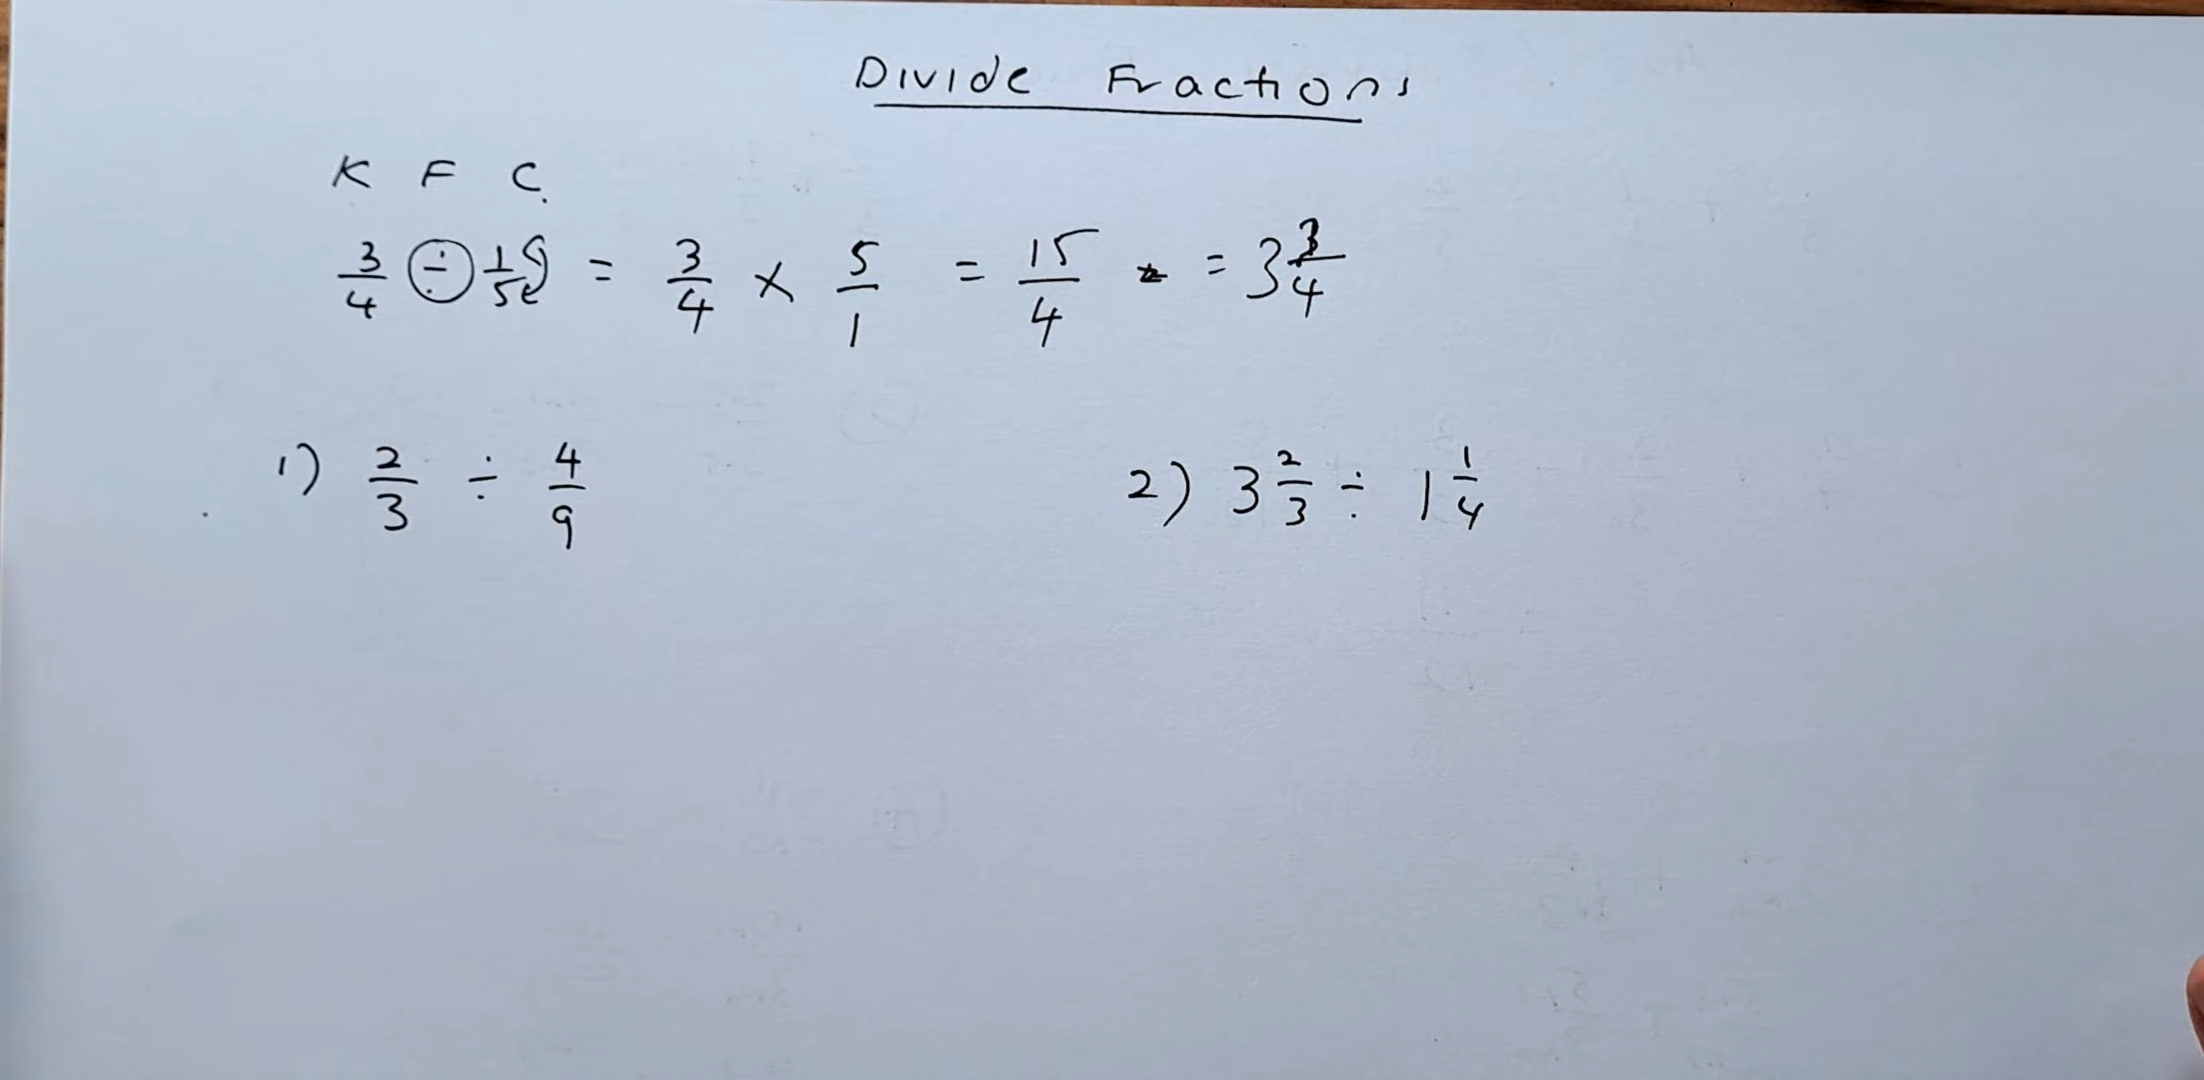 Divide Fractions
K F C.
3/4 ÷ 1/5 = 3/4 × 5/1 = 15/4 = 3 3/4
1) 2/3 ÷ 4/9
2) 3 2/3 ÷ 1 1/4